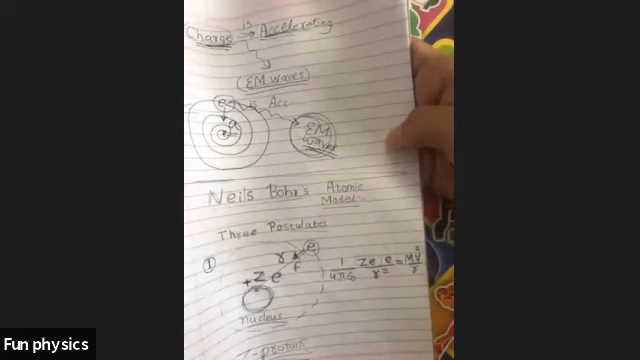 Charge is Accelerating
EM waves
e is Acc.
a
EM
waves
Neils Bohr's Atomic
Model
Three Postulates
1 r e
F
+Ze
1/4πε₀ Ze e/r² = MV²/r
nucleus
Z-protons
Fun physics